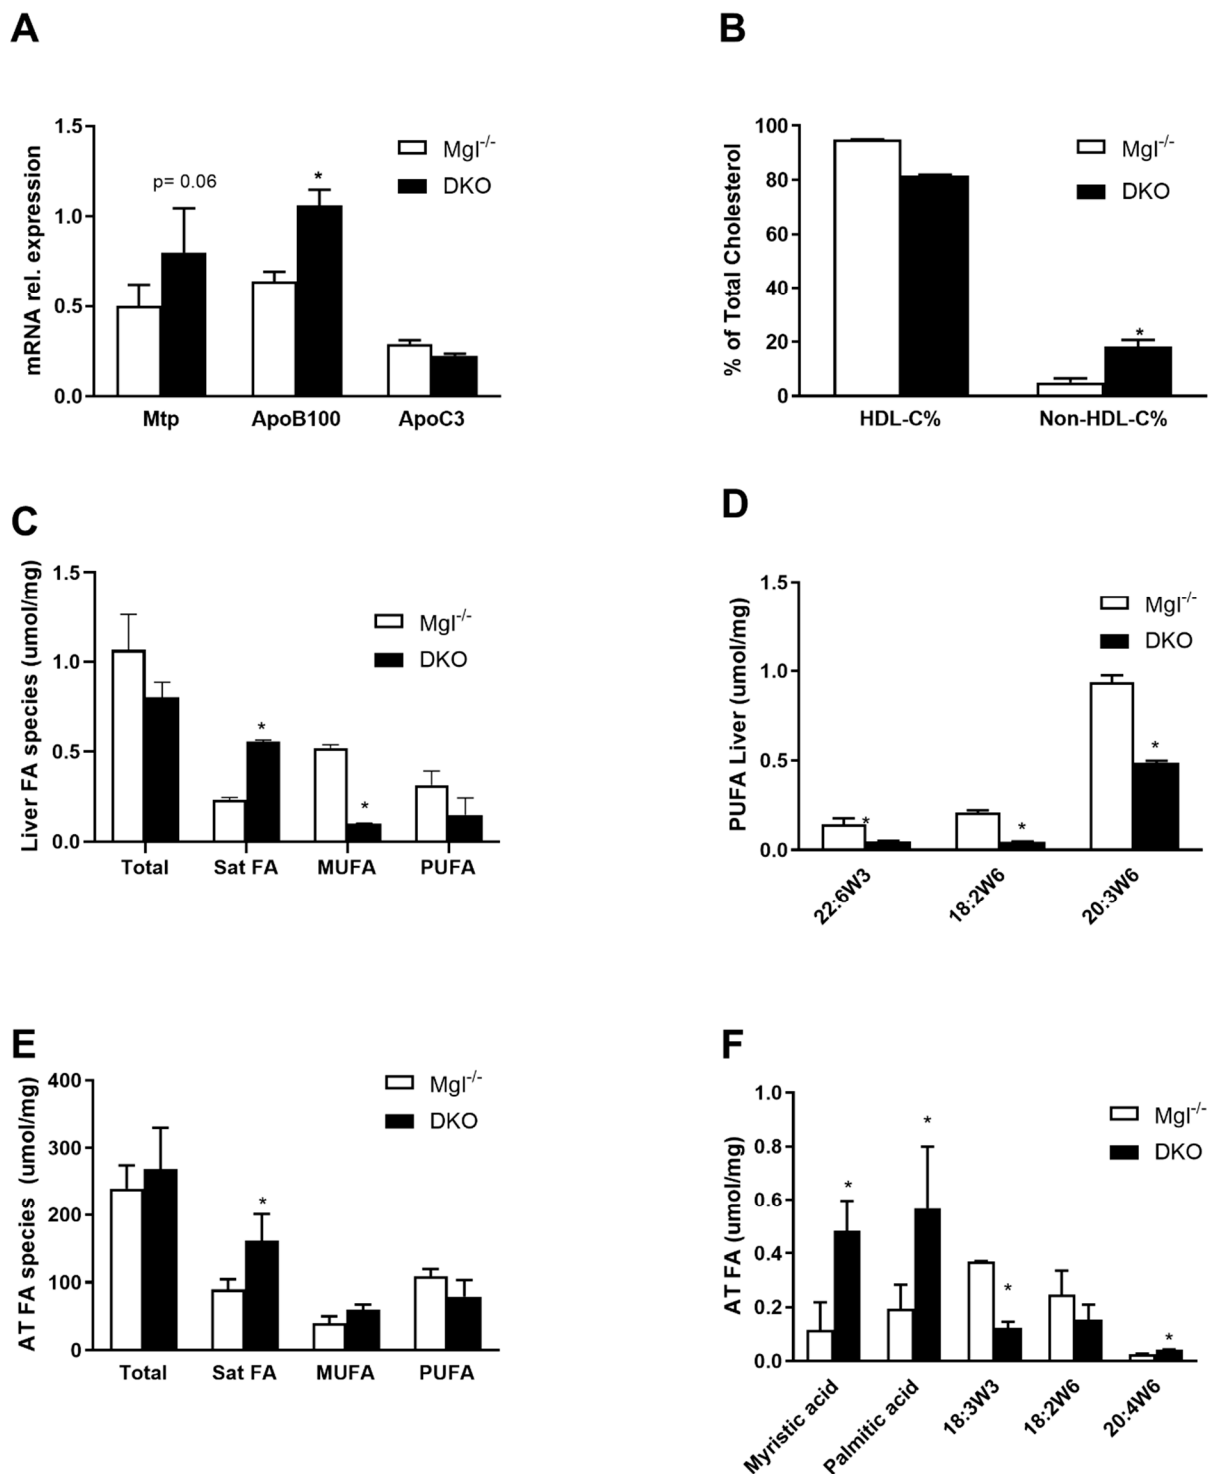 A
mRNA rel. expression
1.5
1.0
0.5
0.0
p= 0.06
*
Mgl-/-
DKO
Mtp
ApoB100
ApoC3
B
% of Total Cholesterol
100
80
60
40
20
0
*
Mgl-/-
DKO
HDL-C%
Non-HDL-C%
C
Liver FA species (umol/mg)
1.5
1.0
0.5
0.0
*
*
Mgl-/-
DKO
Total
Sat FA
MUFA
PUFA
D
PUFA Liver (umol/mg)
1.5
1.0
0.5
0.0
*
*
*
Mgl-/-
DKO
22:6W3
18:2W6
20:3W6
E
AT FA species (umol/mg)
400
300
200
100
0
*
Mgl-/-
DKO
Total
Sat FA
MUFA
PUFA
F
AT FA (umol/mg)
1.0
0.8
0.6
0.4
0.2
0.0
*
*
*
*
Mgl-/-
DKO
Myristic acid
Palmitic acid
18:3W3
18:2W6
20:4W6